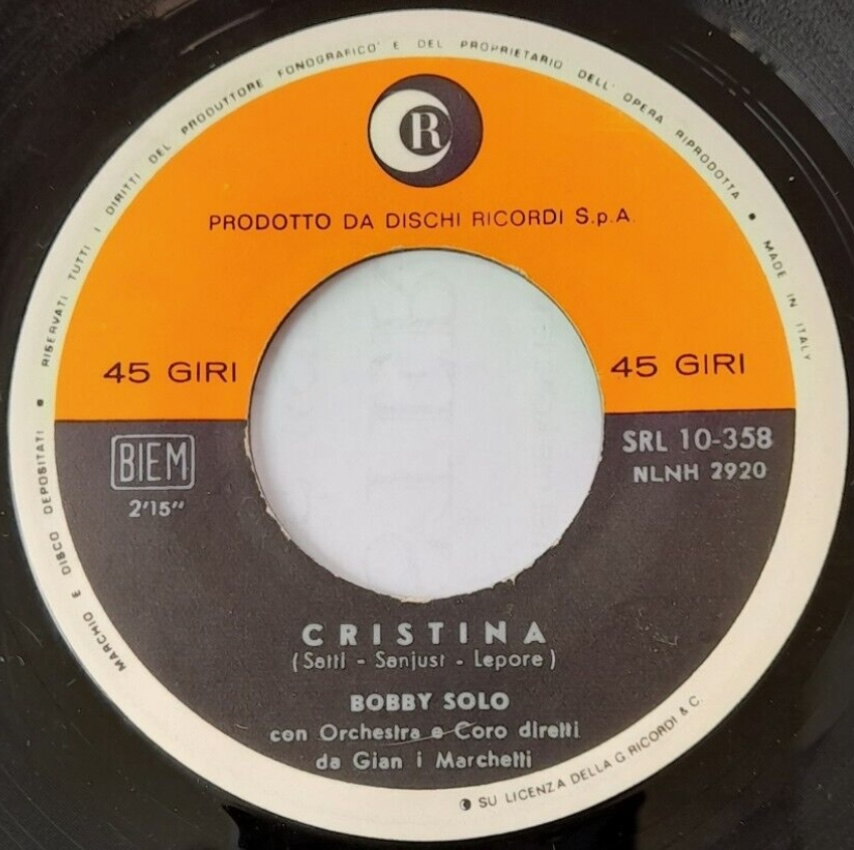 MARCHIO E DISCO DEPOSITATI. • RISERVATI TUTTI I DIRITTI DEL PRODUTTORE FONOGRAFICO E DEL PROPRIETARIO DELL' OPERA RIPRODOTTA • MADE IN ITALY
R
PRODOTTO DA DISCHI RICORDI S.p.A.
45 GIRI 45 GIRI
BIEM SRL 10-358
2'15" NLNH 2920
CRISTINA
(Satti - Sanjust - Lepore)
BOBBY SOLO
con Orchestra e Coro diretti
da Gian i Marchetti
SU LICENZA DELLA G. RICORDI & C.